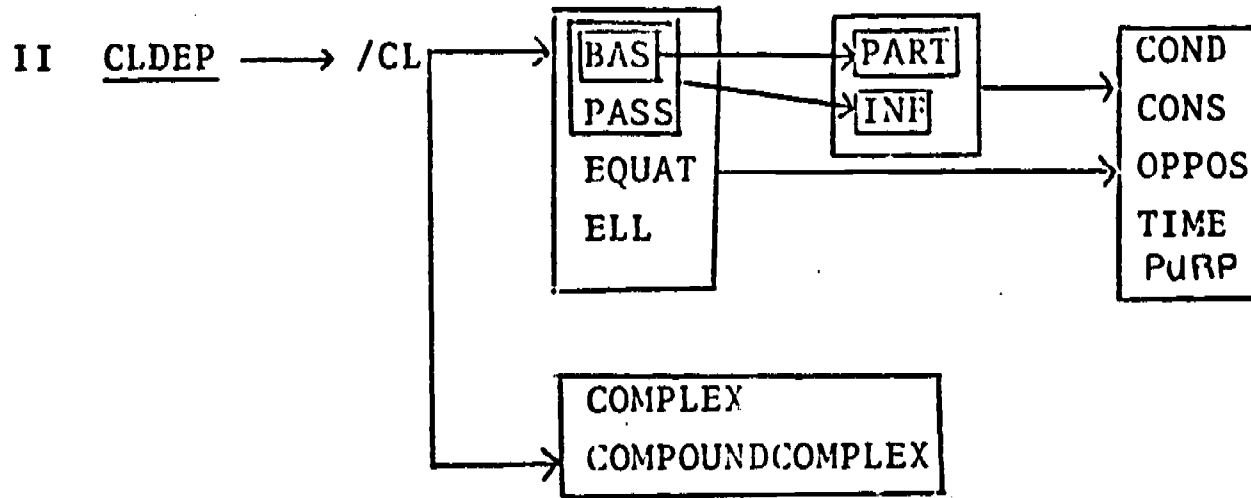 II CLDEP /CL
BAS
PASS
EQUAT
ELL
PART
INF
COND
CONS
OPPOS
TIME
PURP
COMPLEX
COMPOUNDCOMPLEX